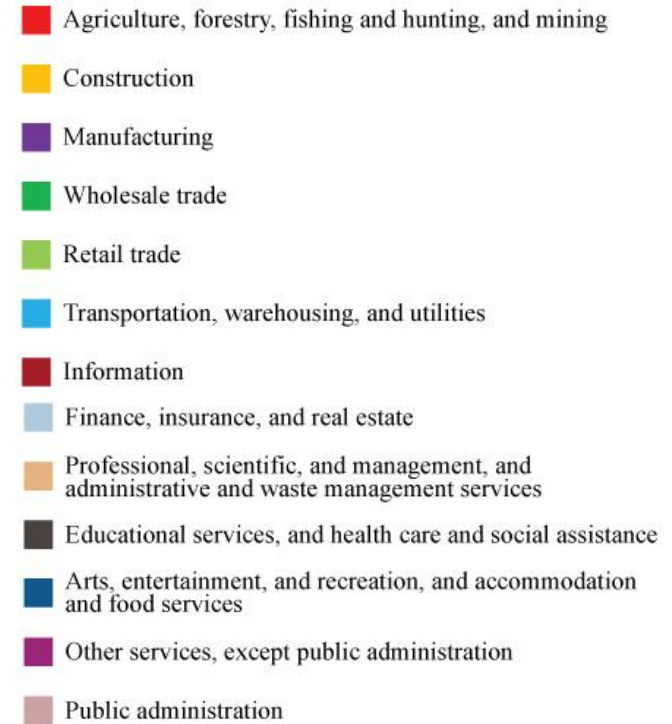 Agriculture, forestry, fishing and hunting, and mining
Construction
Manufacturing
Wholesale trade
Retail trade
Transportation, warehousing, and utilities
Information
Finance, insurance, and real estate
Professional, scientific, and management, and
administrative and waste management services
Educational services, and health care and social assistance
Arts, entertainment, and recreation, and accommodation
and food services
Other services, except public administration
Public administration